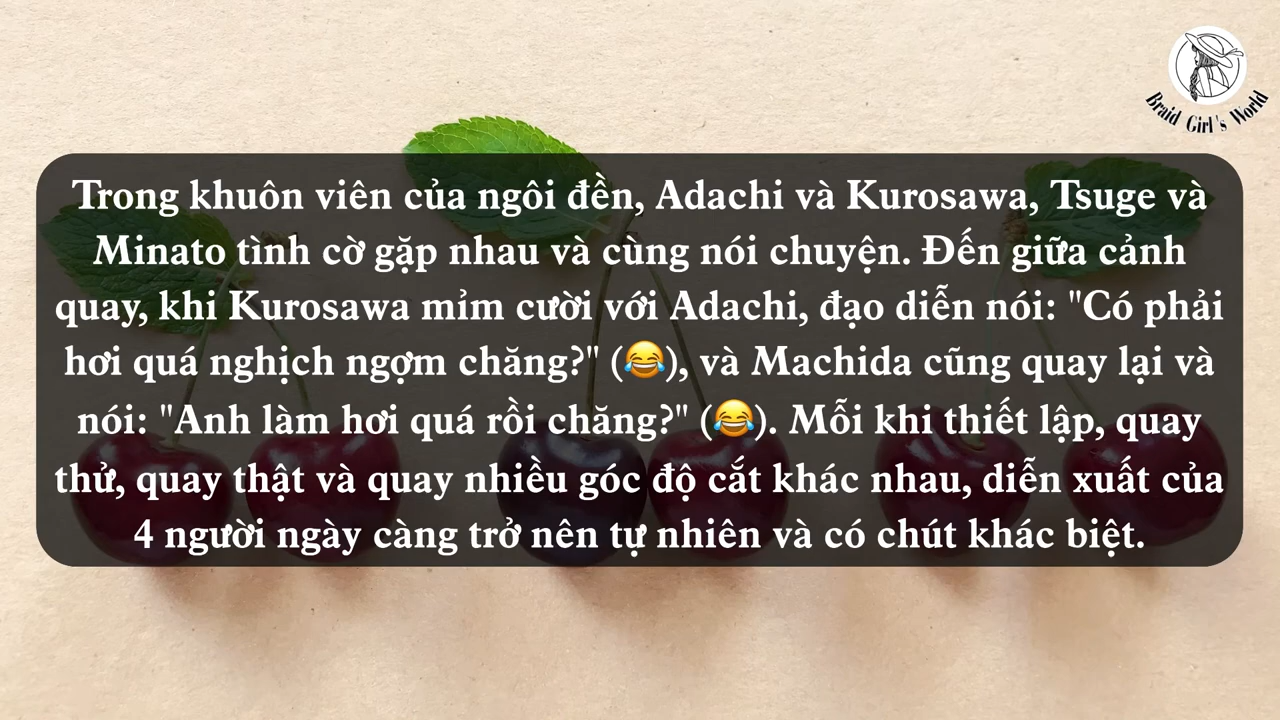 Braid Girl's World
Trong khuôn viên của ngôi đền, Adachi và Kurosawa, Tsuge và
Minato tình cờ gặp nhau và cùng nói chuyện. Đến giữa cảnh
quay, khi Kurosawa mỉm cười với Adachi, đạo diễn nói: "Có phải
hơi quá nghịch ngợm chăng?" (😂), và Machida cũng quay lại và
nói: "Anh làm hơi quá rồi chăng?" (😂). Mỗi khi thiết lập, quay
thử, quay thật và quay nhiều góc độ cắt khác nhau, diễn xuất của
4 người ngày càng trở nên tự nhiên và có chút khác biệt.